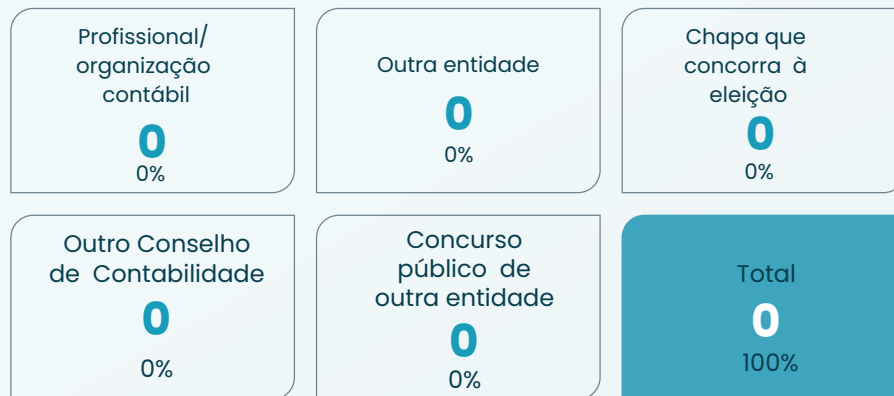 Profissional/
organização
contábil
0
0%
Outra entidade
0
0%
Chapa que
concorra à
eleição
0
0%
Outro Conselho
de Contabilidade
0
0%
Concurso
público de
outra entidade
0
0%
Total
0
100%